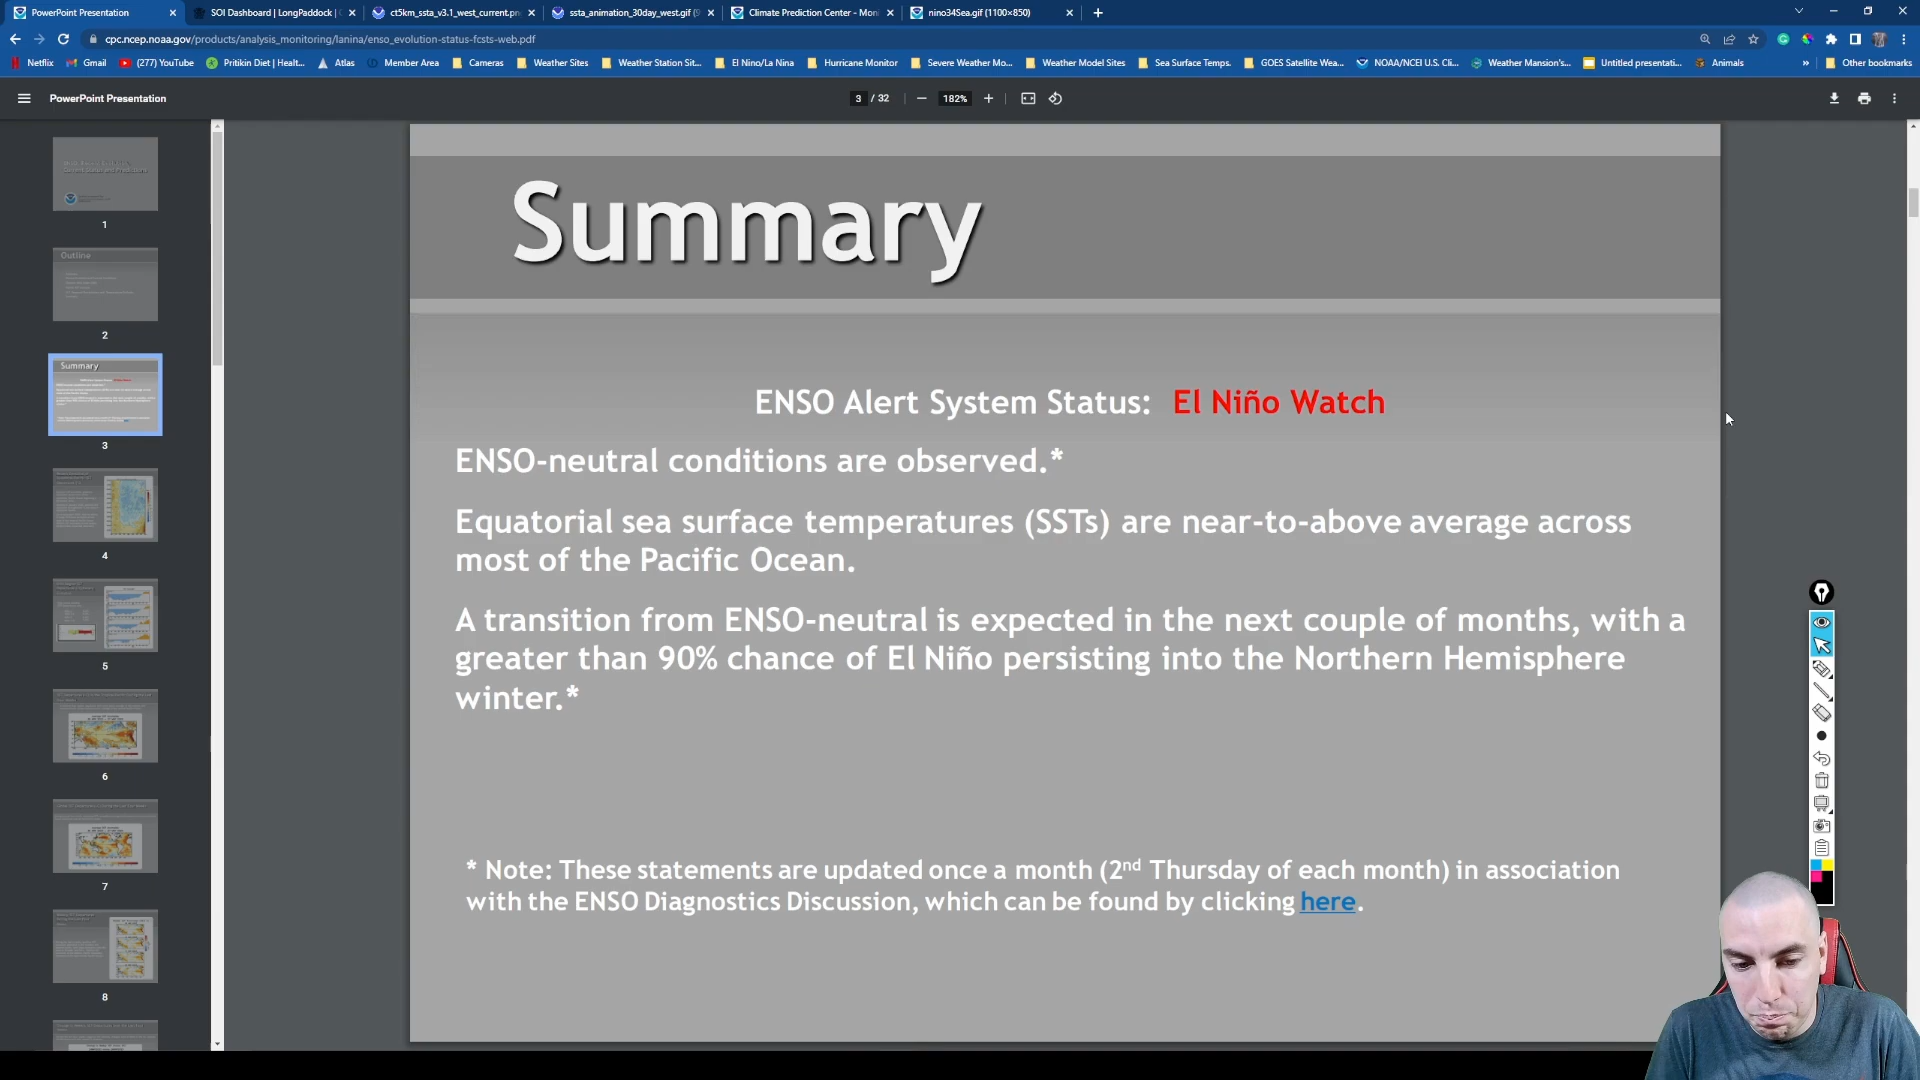 PowerPoint Presentation
SOI Dashboard | LongPaddock |
ct5km_ssta_v3.1_west_current.pn
ssta_animation_30day_west.gif (9
Climate Prediction Center - Moni
nino34Sea.gif (1100×850)
cpc.ncep.noaa.gov/products/analysis_monitoring/lanina/enso_evolution-status-fcsts-web.pdf
Netflix
Gmail
(277) YouTube
Pritikin Diet | Healt...
Atlas
Member Area
Cameras
Weather Sites
Weather Station Sit...
El Nino/La Nina
Hurricane Monitor
Severe Weather Mo...
Weather Model Sites
Sea Surface Temps.
GOES Satellite Wea...
NOAA/NCEI U.S. Cli...
Weather Mansion's...
Untitled presentati...
Animals
»
Other bookmarks
PowerPoint Presentation
3 / 32
182%
1
Outline
2
Summary
3
4
5
6
7
8
Summary
ENSO Alert System Status: El Niño Watch
ENSO-neutral conditions are observed.*
Equatorial sea surface temperatures (SSTs) are near-to-above average across
most of the Pacific Ocean.
A transition from ENSO-neutral is expected in the next couple of months, with a
greater than 90% chance of El Niño persisting into the Northern Hemisphere
winter.*
* Note: These statements are updated once a month (2nd Thursday of each month) in association
with the ENSO Diagnostics Discussion, which can be found by clicking here.